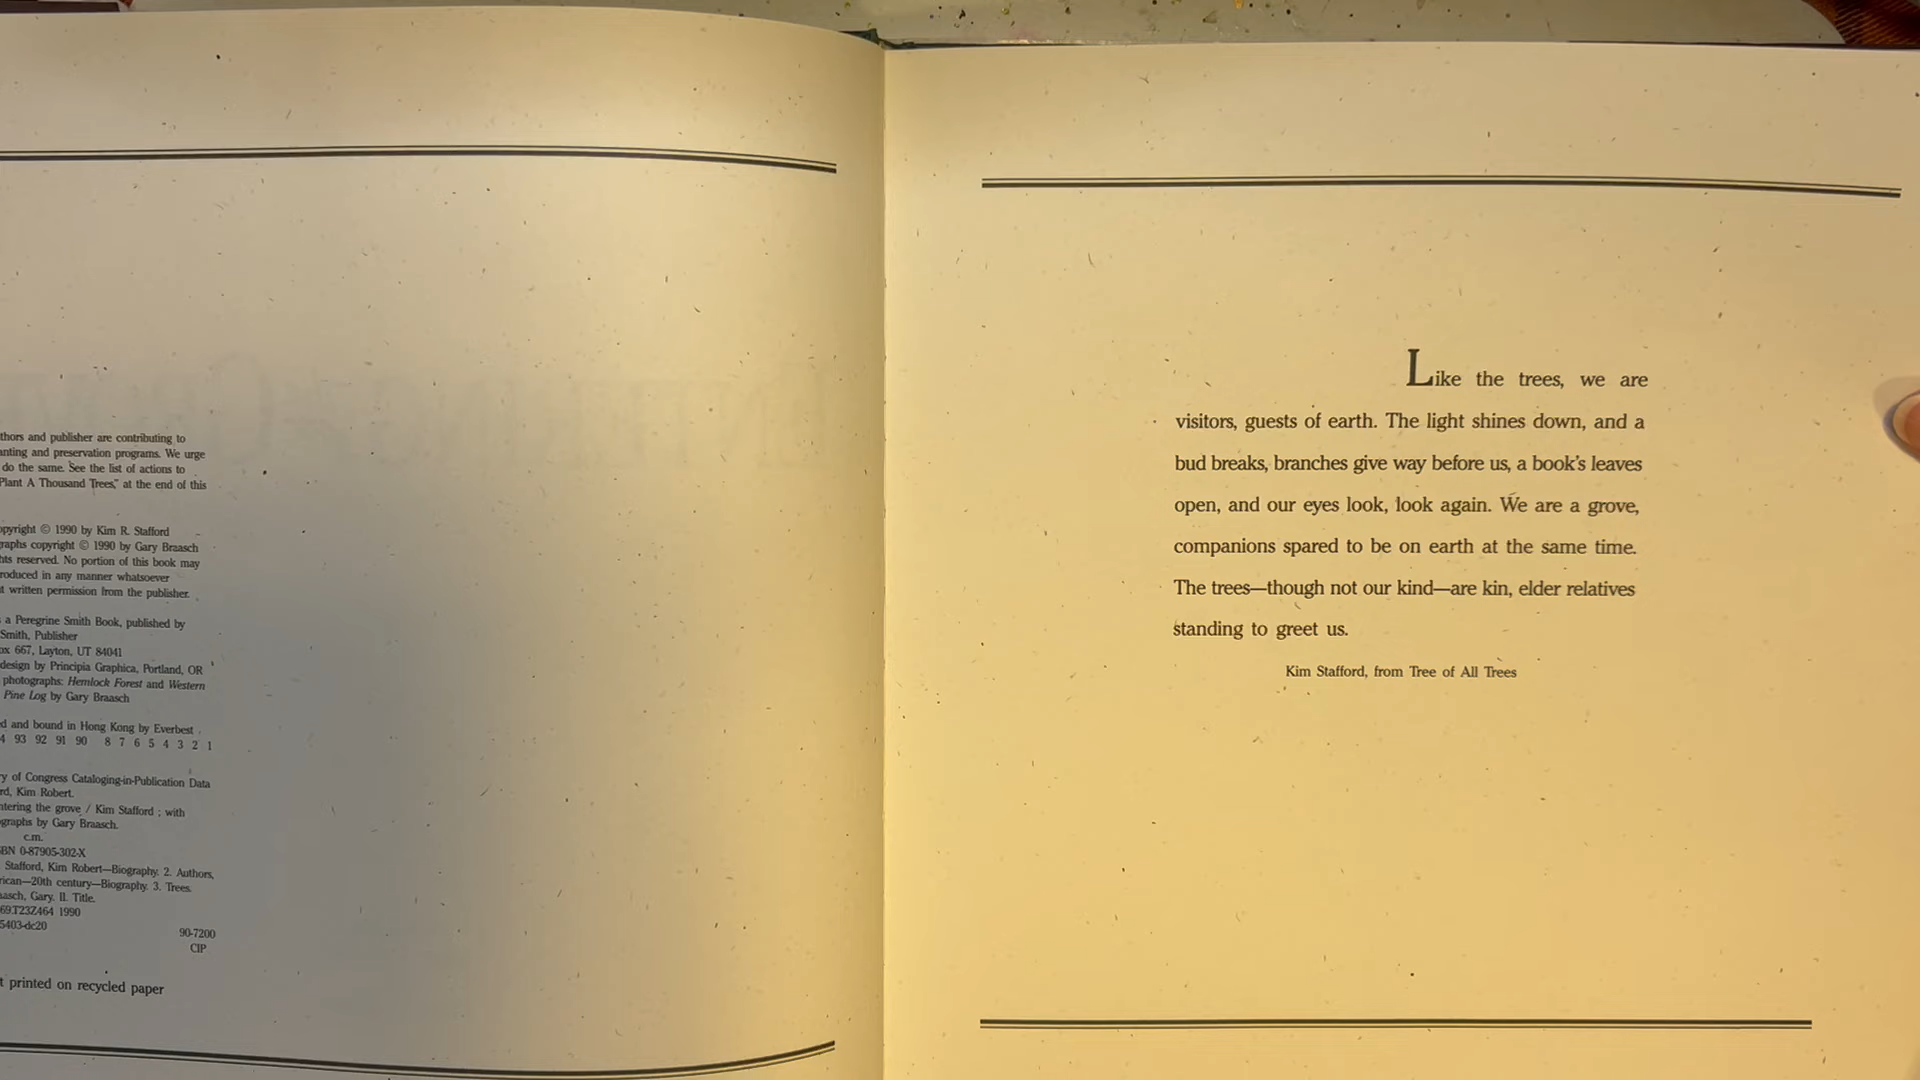 thors and publisher are contributing to
anting and preservation programs. We urge
do the same. See the list of actions to
Plant A Thousand Trees," at the end of this
opyright © 1990 by Kim R. Stafford
raphs copyright © 1990 by Gary Braasch
hts reserved. No portion of this book may
roduced in any manner whatsoever
t written permission from the publisher.
a Peregrine Smith Book, published by
Smith, Publisher
ox 667, Layton, UT 84041
design by Principia Graphica, Portland, OR
photographs: Hemlock Forest and Western
Pine Log by Gary Braasch
d and bound in Hong Kong by Everbest
4 93 92 91 90 8 7 6 5 4 3 2 1
y of Congress Cataloging-in-Publication Data
rd, Kim Robert.
ntering the grove / Kim Stafford ; with
graphs by Gary Braasch.
c.m.
BN 0-87905-302-X
Stafford, Kim Robert—Biography. 2. Authors,
rican—20th century—Biography. 3. Trees.
aasch, Gary. II. Title.
69.T23Z464 1990
5403-dc20
90-7200
CIP
t printed on recycled paper
Like the trees, we are
visitors, guests of earth. The light shines down, and a
bud breaks, branches give way before us, a book's leaves
open, and our eyes look, look again. We are a grove,
companions spared to be on earth at the same time.
The trees—though not our kind—are kin, elder relatives
standing to greet us.
Kim Stafford, from Tree of All Trees